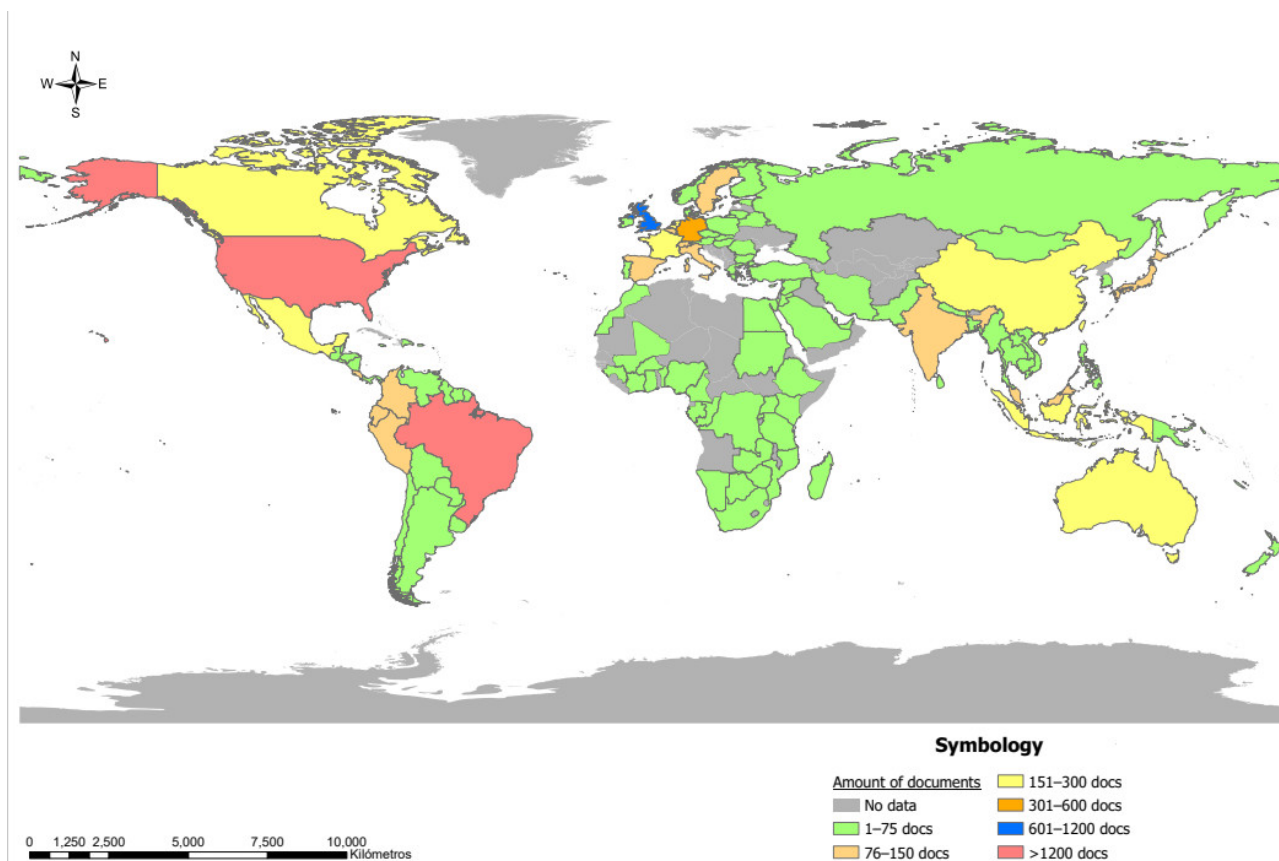 N
W E
S
Symbology
Amount of documents
No data
1–75 docs
76–150 docs
151–300 docs
301–600 docs
601–1200 docs
>1200 docs
0 1,250 2,500 5,000 7,500 10,000
Kilómetros